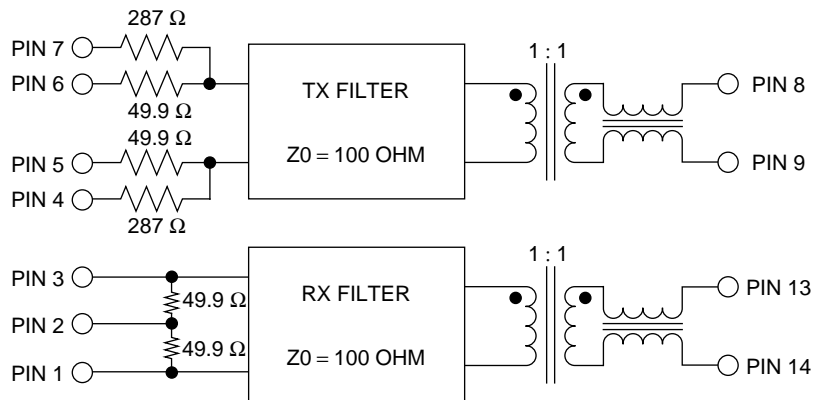 287 Ω
PIN 7
PIN 6
49.9 Ω
49.9 Ω
PIN 5
PIN 4
287 Ω
TX FILTER
Z0 = 100 OHM
1 : 1
PIN 8
PIN 9
PIN 3
49.9 Ω
PIN 2
49.9 Ω
PIN 1
RX FILTER
Z0 = 100 OHM
1 : 1
PIN 13
PIN 14